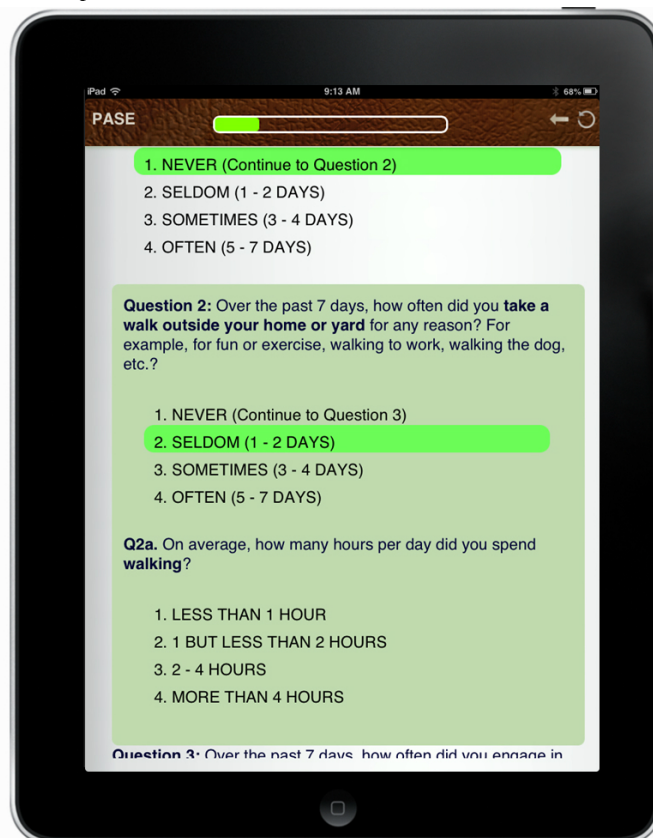 iPad 9:13 AM 68%
PASE
1. NEVER (Continue to Question 2)
2. SELDOM (1 - 2 DAYS)
3. SOMETIMES (3 - 4 DAYS)
4. OFTEN (5 - 7 DAYS)
Question 2: Over the past 7 days, how often did you take a
walk outside your home or yard for any reason? For
example, for fun or exercise, walking to work, walking the dog,
etc.?
1. NEVER (Continue to Question 3)
2. SELDOM (1 - 2 DAYS)
3. SOMETIMES (3 - 4 DAYS)
4. OFTEN (5 - 7 DAYS)
Q2a. On average, how many hours per day did you spend
walking?
1. LESS THAN 1 HOUR
2. 1 BUT LESS THAN 2 HOURS
3. 2 - 4 HOURS
4. MORE THAN 4 HOURS
Question 3: Over the past 7 days, how often did you engage in